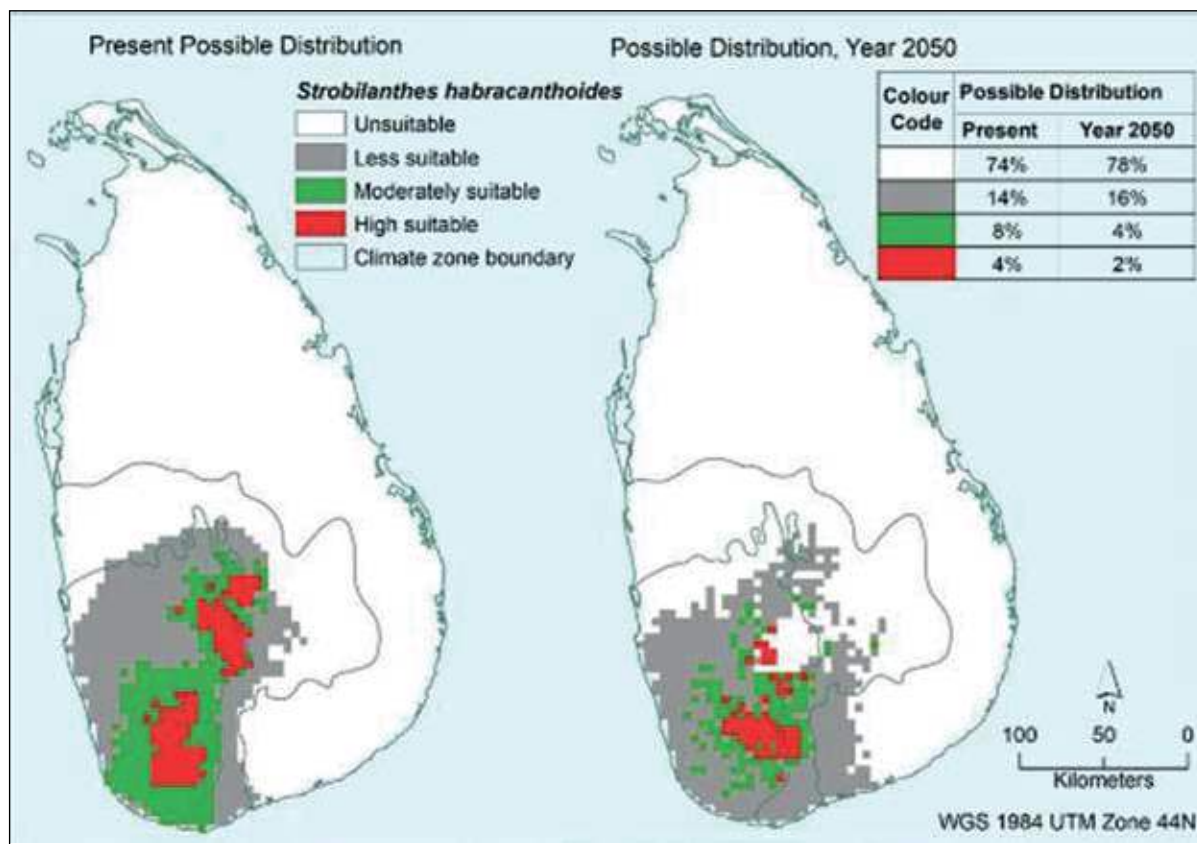 Present Possible Distribution
Strobilanthes habracanthoides
Unsuitable
Less suitable
Moderately suitable
High suitable
Climate zone boundary
Possible Distribution, Year 2050
Colour Code Possible Distribution
Present Year 2050
74% 78%
14% 16%
8% 4%
4% 2%
N
100 50 0
Kilometers
WGS 1984 UTM Zone 44N